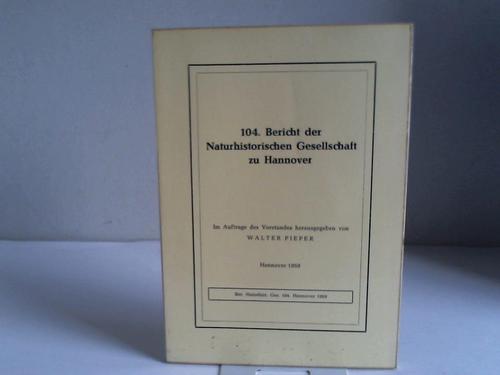 104. Bericht der
Naturhistorischen Gesellschaft
zu Hannover
Im Auftrage des Vorstandes herausgegeben von
WALTER PIEPER
Hannover 1959
Ber. Naturhist. Ges. 104. Hannover 1959